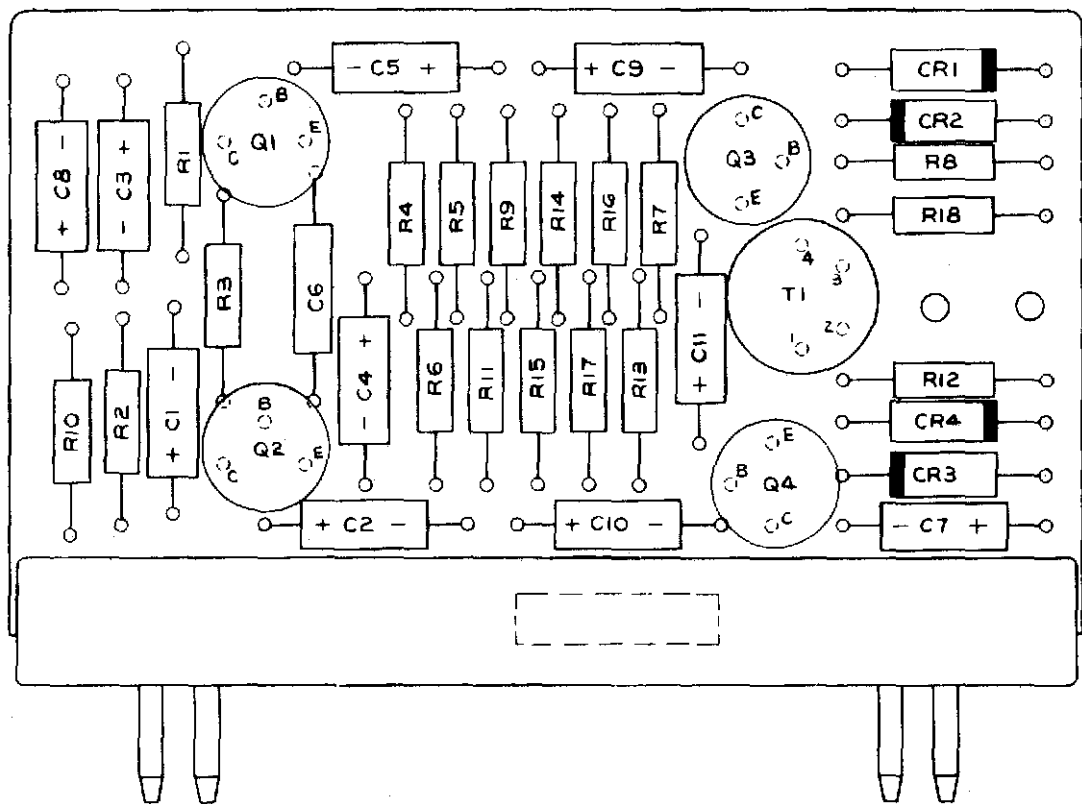 - C5 +
+ C9 -
CR1
CR2
R8
R18
+ C8 -
- C3 +
R1
B
E
C
Q1
R4
R5
R9
R14
R16
R7
C
B
E
Q3
R3
C6
4
3
T1
2
1
+ C11 -
R10
R2
+ C1 -
B
E
C
Q2
- C4 +
R6
R11
R15
R17
R13
R12
CR4
CR3
E
B
Q4
C
+ C2 -
+ C10 -
- C7 +